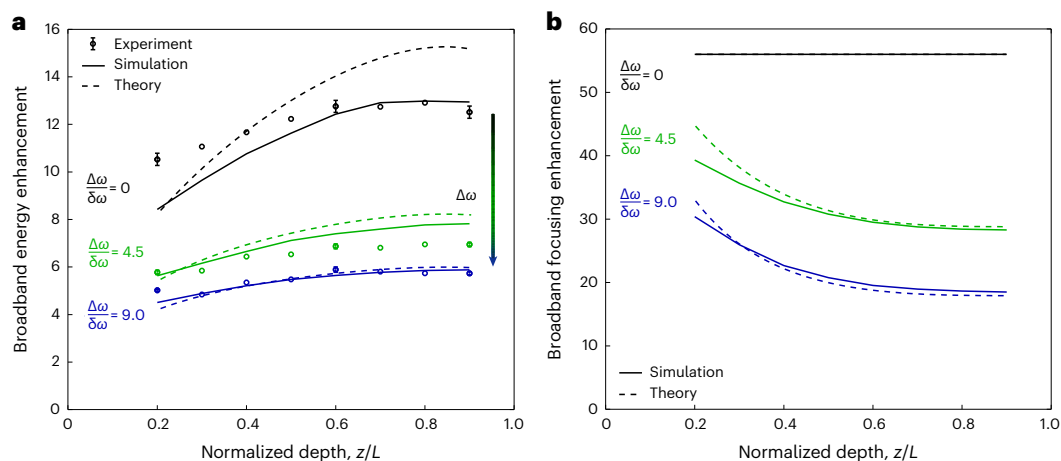 a
16
14
12
10
8
6
4
2
0
0
0.2
0.4
0.6
0.8
1.0
Broadband energy enhancement
Normalized depth, z/L
Experiment
Simulation
Theory
Δω/δω = 0
Δω/δω = 4.5
Δω/δω = 9.0
Δω
b
60
50
40
30
20
10
0
0
0.2
0.4
0.6
0.8
1.0
Broadband focusing enhancement
Normalized depth, z/L
Δω/δω = 0
Δω/δω = 4.5
Δω/δω = 9.0
Simulation
Theory